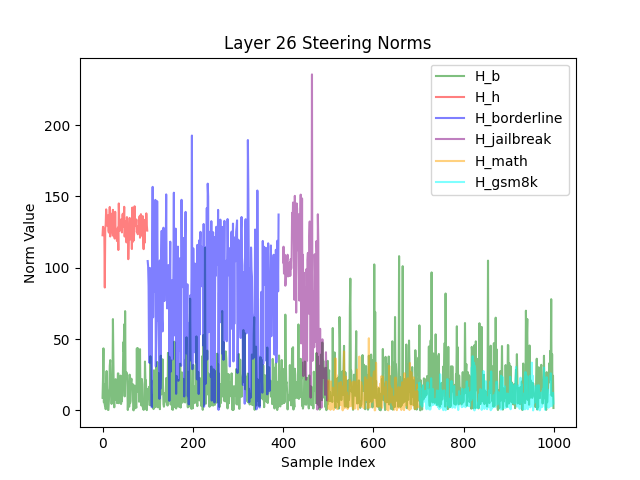 Layer 26 Steering Norms
H_b
H_h
H_borderline
H_jailbreak
H_math
H_gsm8k
200
150
100
50
0
Norm Value
0
200
400
600
800
1000
Sample Index